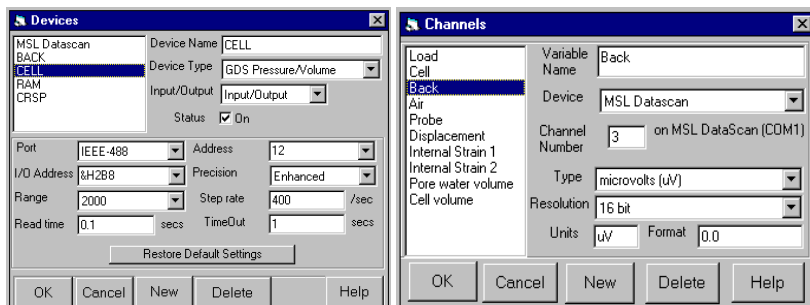 Devices
MSL Datascan
BACK
CELL
RAM
CRSP
Device Name CELL
Device Type GDS Pressure/Volume
Input/Output Input/Output
Status On
Port IEEE-488 Address 12
I/O Address &H2B8 Precision Enhanced
Range 2000 Step rate 400 /sec
Read time 0.1 secs TimeOut 1 secs
Restore Default Settings
OK Cancel New Delete Help
Channels
Load
Cell
Back
Air
Probe
Displacement
Internal Strain 1
Internal Strain 2
Pore water volume
Cell volume
Variable Name Back
Device MSL Datascan
Channel Number 3 on MSL DataScan (COM1)
Type microvolts (uV)
Resolution 16 bit
Units uV Format 0.0
OK Cancel New Delete Help